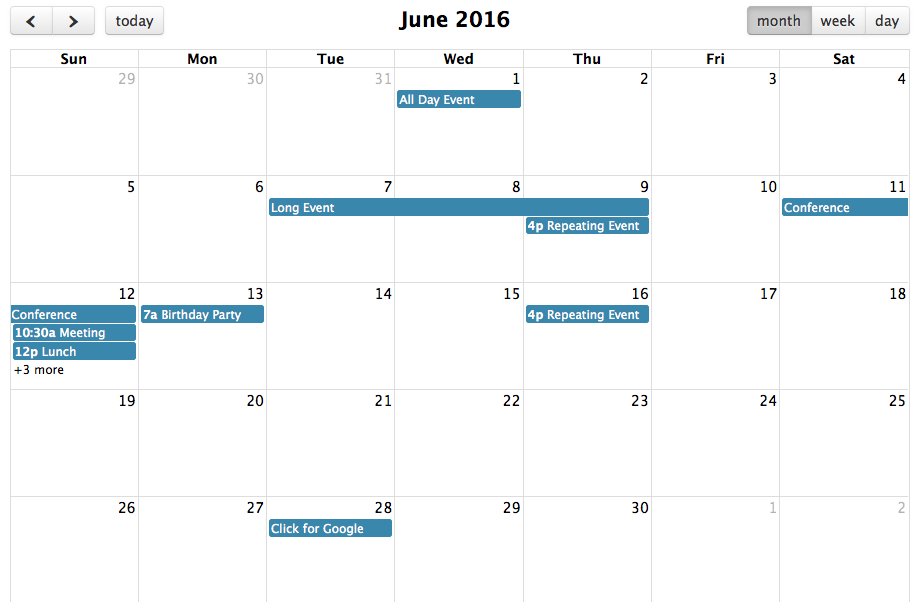 today
June 2016
month week day
Sun Mon Tue Wed Thu Fri Sat
29 30 31 1 2 3 4
All Day Event
5 6 7 8 9 10 11
Long Event Conference
4p Repeating Event
12 13 14 15 16 17 18
Conference 7a Birthday Party 4p Repeating Event
10:30a Meeting
12p Lunch
+3 more
19 20 21 22 23 24 25
26 27 28 29 30 1 2
Click for Google